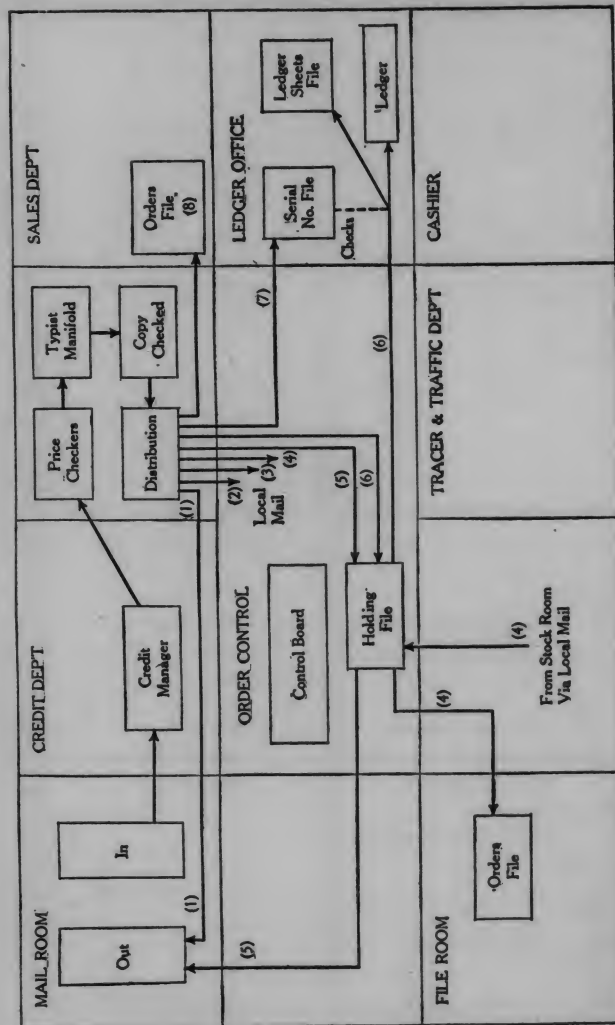 MAIL ROOM
In
Out
(1)
(5)
CREDIT DEPT
Credit
Manager
Price
Checkers
Typist
Manifold
Copy
Checked
Distribution
(1)
SALES DEPT
Orders
File
(8)
ORDER CONTROL
Control Board
Holding
File
(2)
(3)
(4)
Local
Mail
(5)
(6)
(7)
(6)
LEDGER OFFICE
Serial
No. File
Checks
Ledger
Sheets
File
Ledger
FILE ROOM
Orders
File
(4)
(4)
From Stock Room
Via Local Mail
TRACER & TRAFFIC DEPT
CASHIER